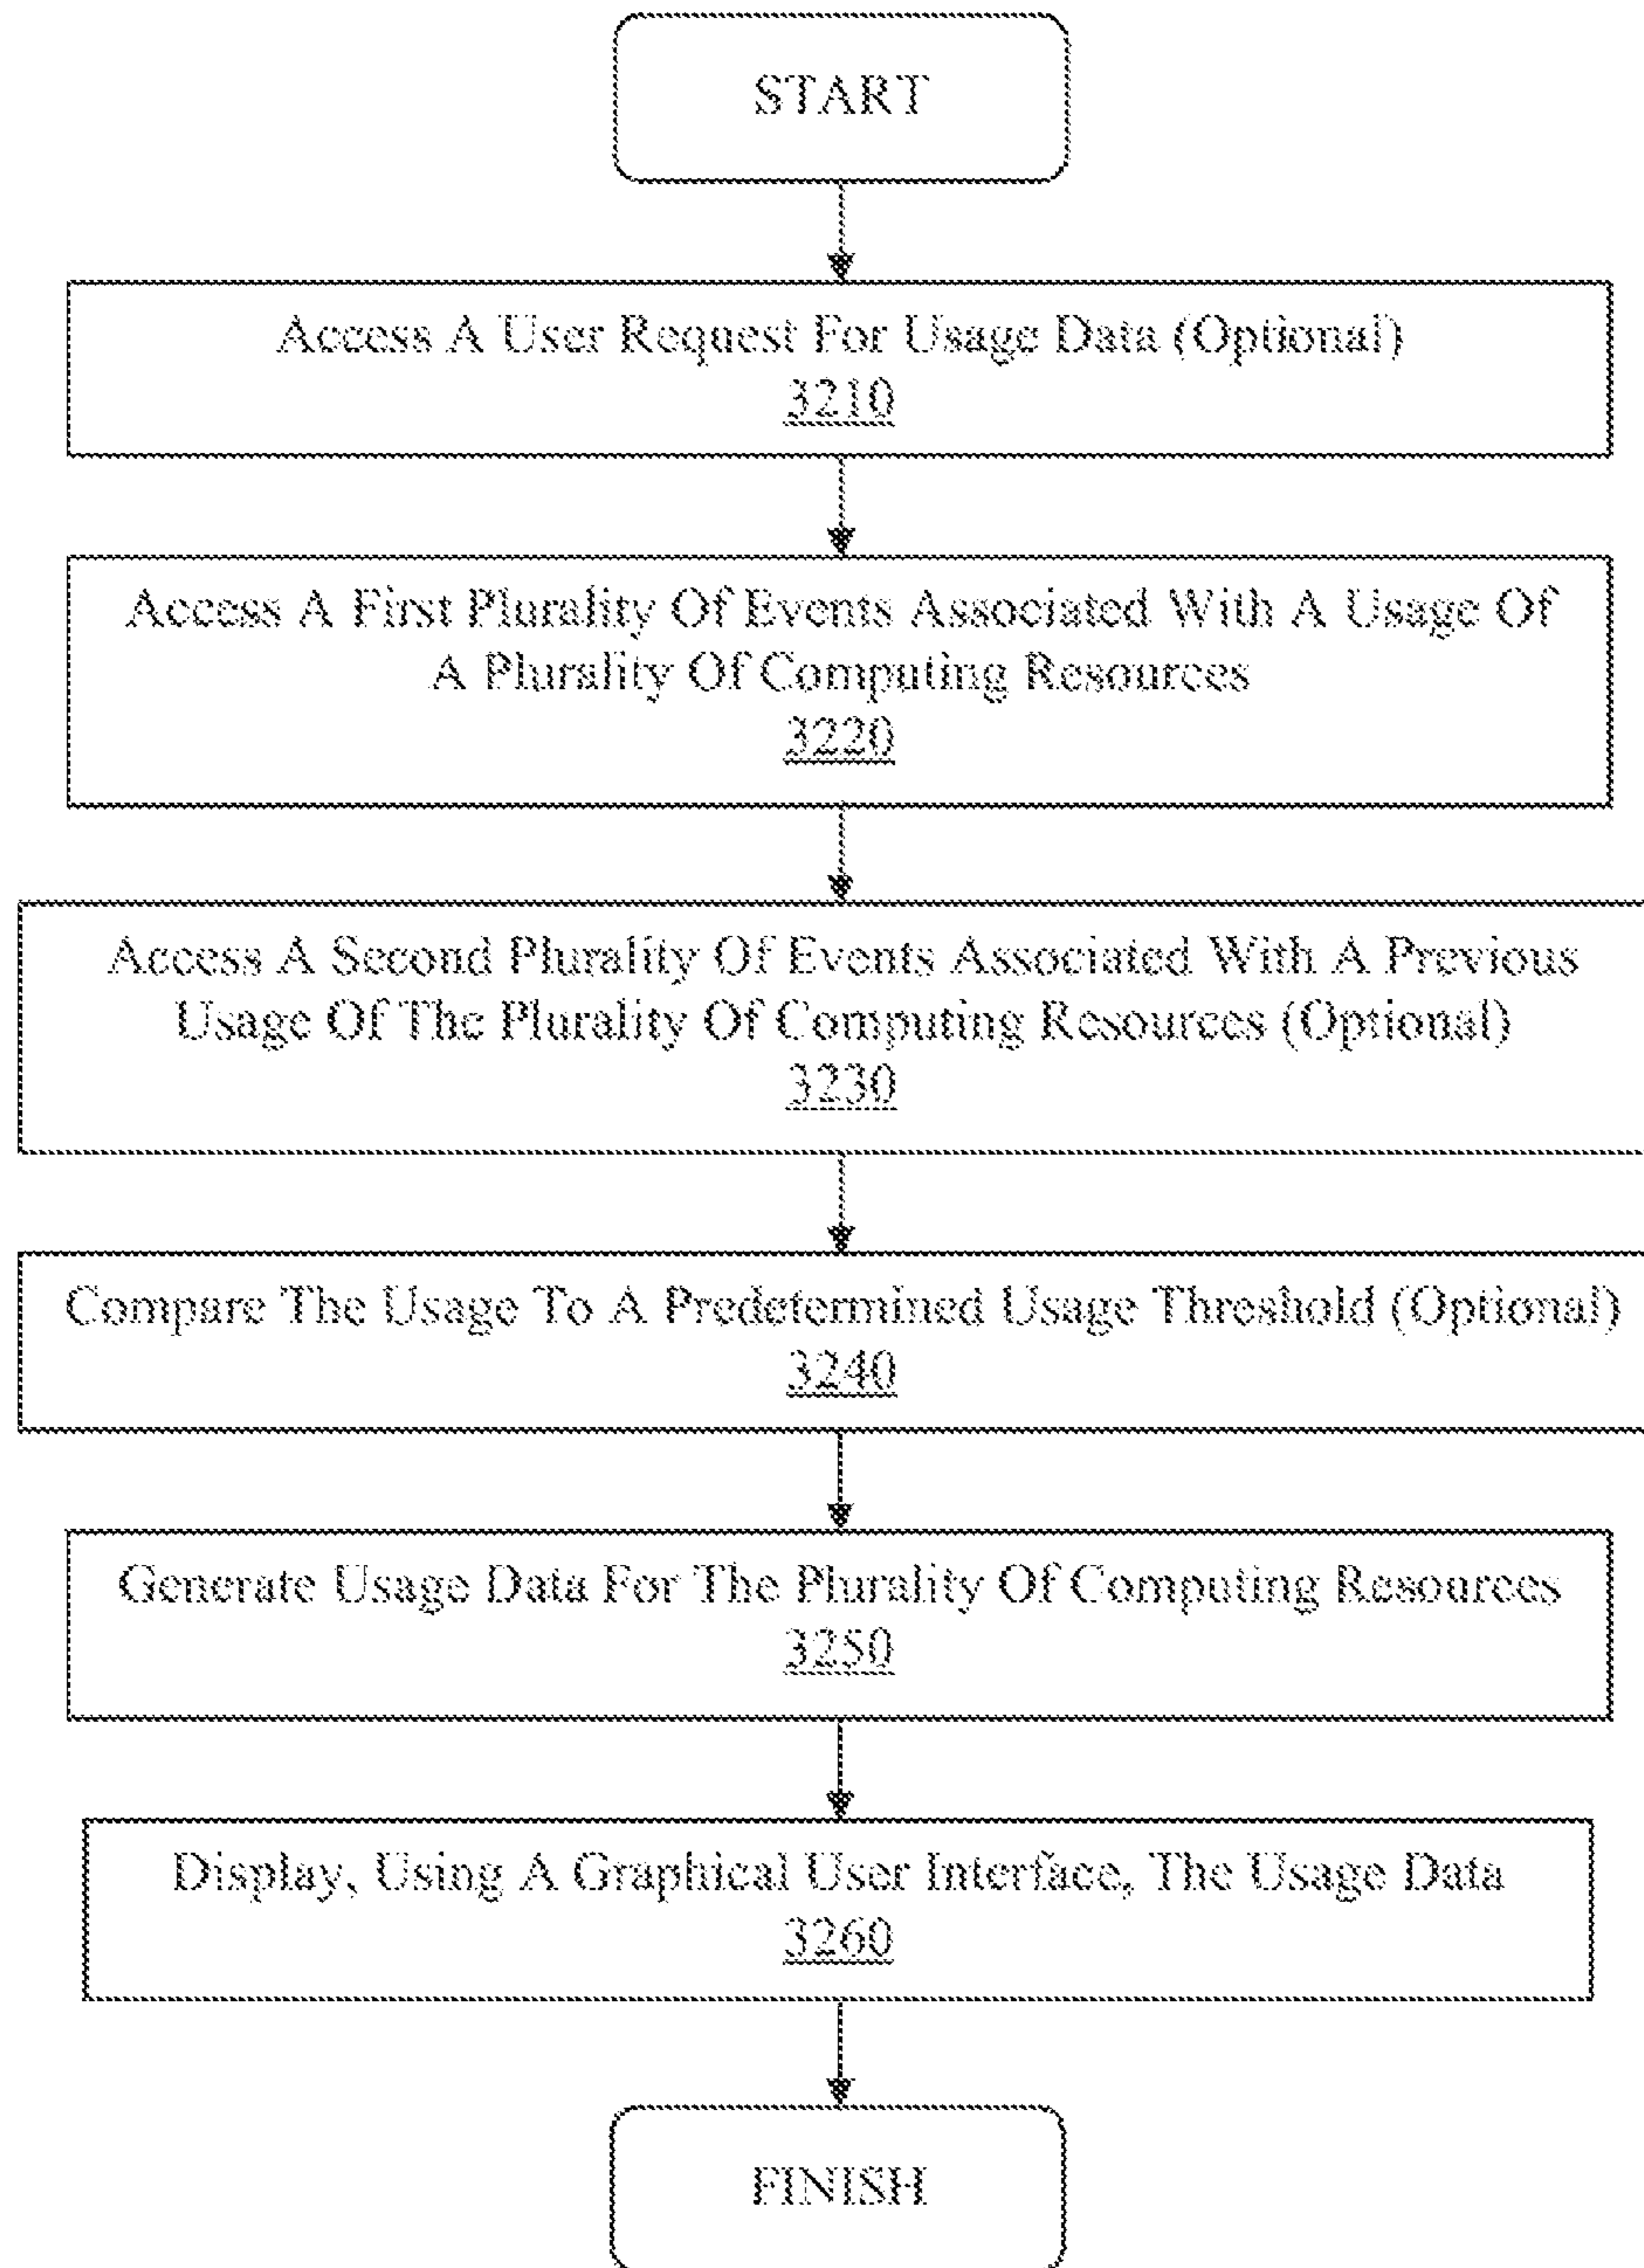 START
Access A User Request For Usage Data (Optional)
3210
Access A First Plurality Of Events Associated With A Usage Of
A Plurality Of Computing Resources
3220
Access A Second Plurality Of Events Associated With A Previous
Usage Of The Plurality Of Computing Resources (Optional)
3230
Compare The Usage To A Predetermined Usage Threshold (Optional)
3240
Generate Usage Data For The Plurality Of Computing Resources
3250
Display, Using A Graphical User Interface, The Usage Data
3260
FINISH